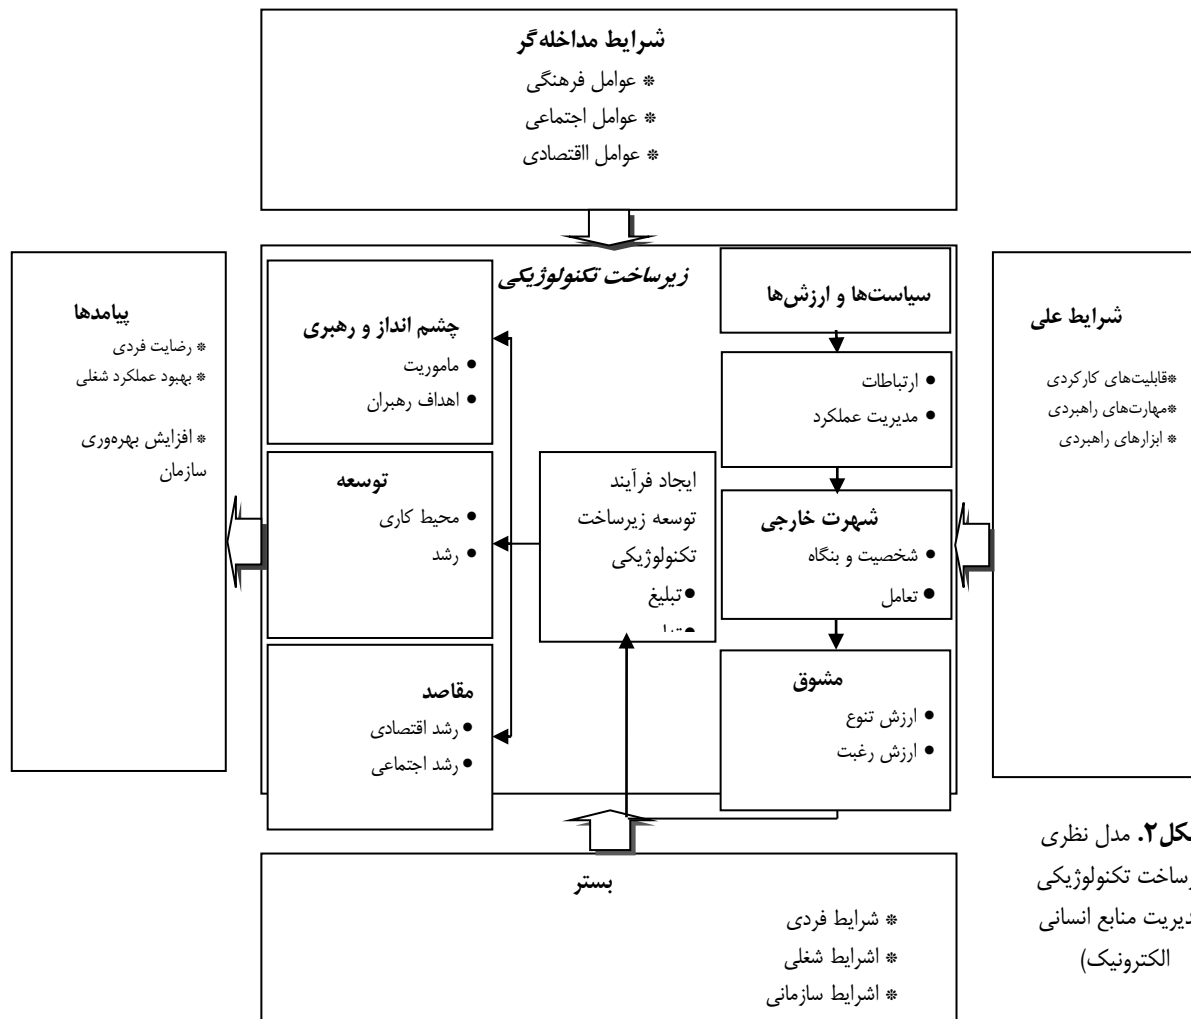 شرایط مداخله‌گر
* عوامل فرهنگی
* عوامل اجتماعی
* عوامل ااقتصادی
شرایط علی
*قابلیت‌های کارکردی
*مهارت‌های راهبردی
* ابزارهای راهبردی
زیرساخت تکنولوژیکی
سیاست‌ها و ارزش‌ها
• ارتباطات
• مدیریت عملکرد
شهرت خارجی
• شخصیت و بنگاه
• تعامل
مشوق
• ارزش تنوع
• ارزش رغبت
ایجاد فرآیند
توسعه زیرساخت
تکنولوژیکی
• تبلیغ
چشم انداز و رهبری
• ماموریت
• اهداف رهبران
توسعه
• محیط کاری
• رشد
مقاصد
• رشد اقتصادی
• رشد اجتماعی
پیامدها
* رضایت فردی
* بهبود عملکرد شغلی
* افزایش بهره‌وری
سازمان
بستر
* شرایط فردی
* اشرایط شغلی
* اشرایط سازمانی
کل۲. مدل نظری
رساخت تکنولوژیکی
دیریت منابع انسانی
الکترونیک)